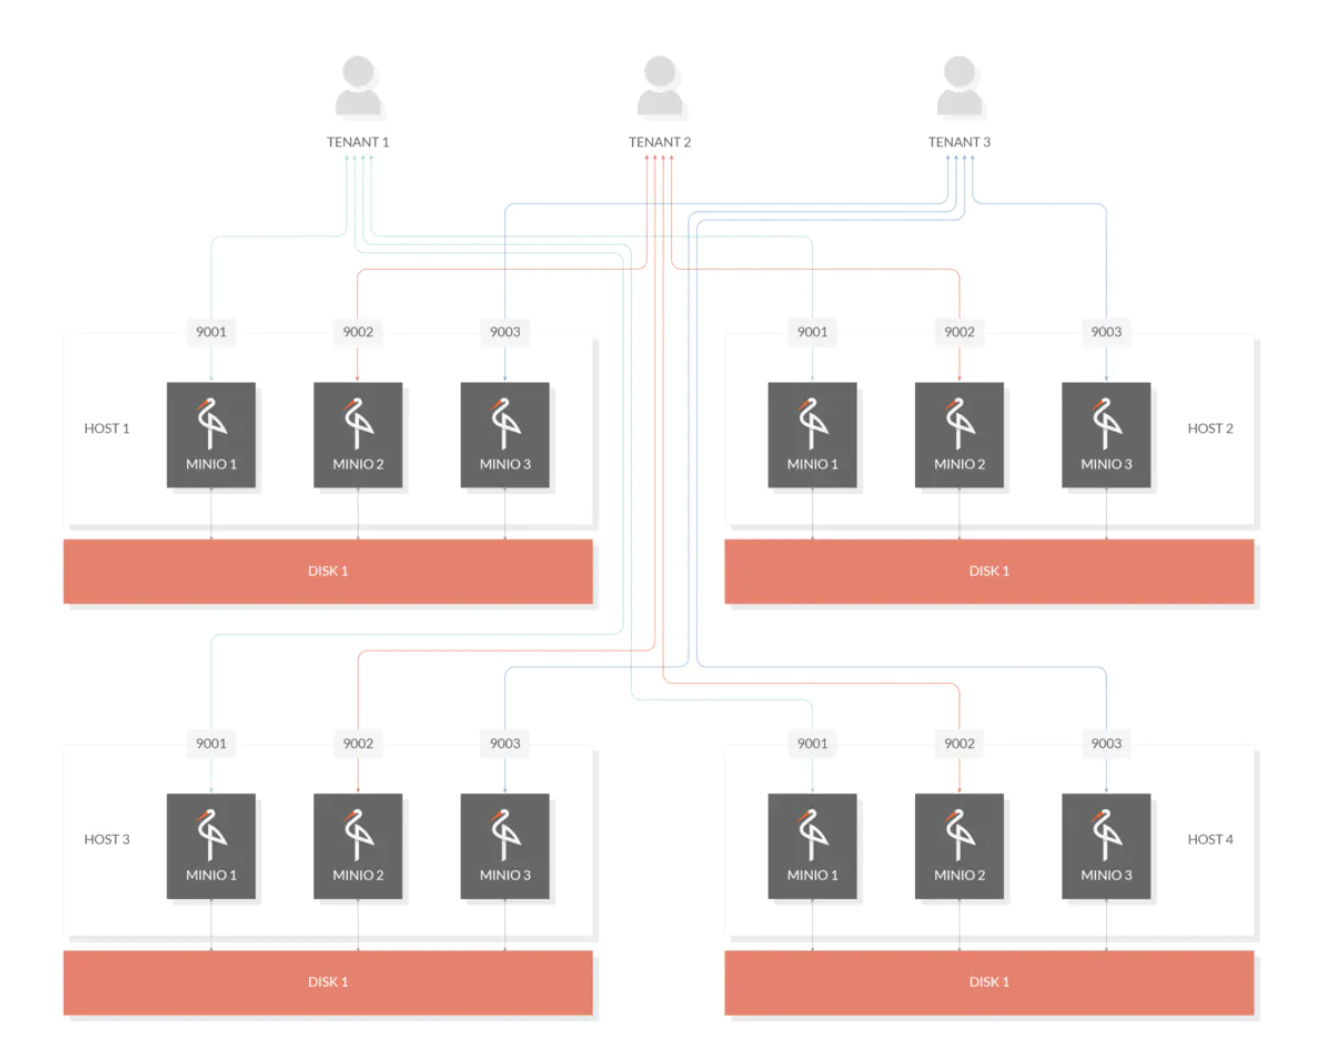 TENANT 1
TENANT 2
TENANT 3
9001
9002
9003
9001
9002
9003
HOST 1
MINIO 1
MINIO 2
MINIO 3
MINIO 1
MINIO 2
MINIO 3
HOST 2
DISK 1
DISK 1
9001
9002
9003
9001
9002
9003
HOST 3
MINIO 1
MINIO 2
MINIO 3
MINIO 1
MINIO 2
MINIO 3
HOST 4
DISK 1
DISK 1